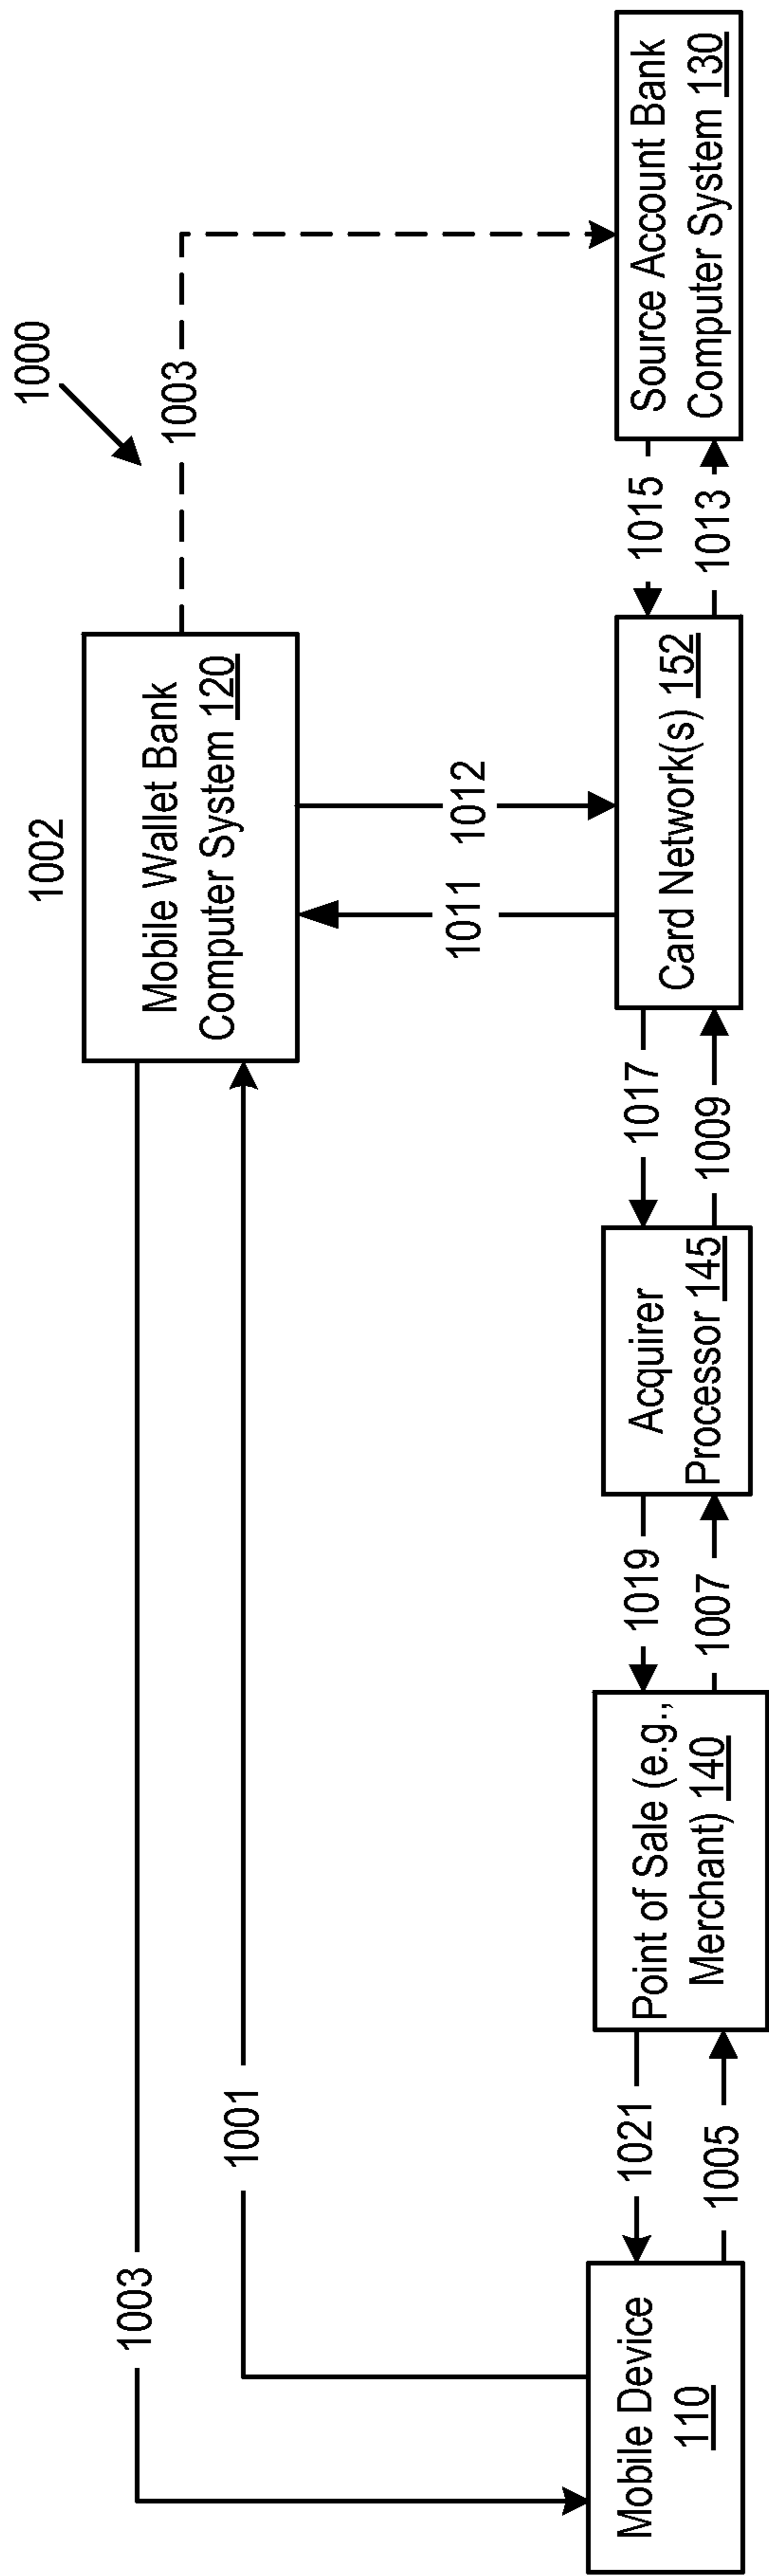 1000
1002
1003
1003
Mobile Wallet Bank
Computer System 120
1001
1011
1012
Mobile Device
110
1021
1005
Point of Sale (e.g.,
Merchant) 140
1019
1007
Acquirer
Processor 145
1017
1009
Card Network(s) 152
1015
1013
Source Account Bank
Computer System 130